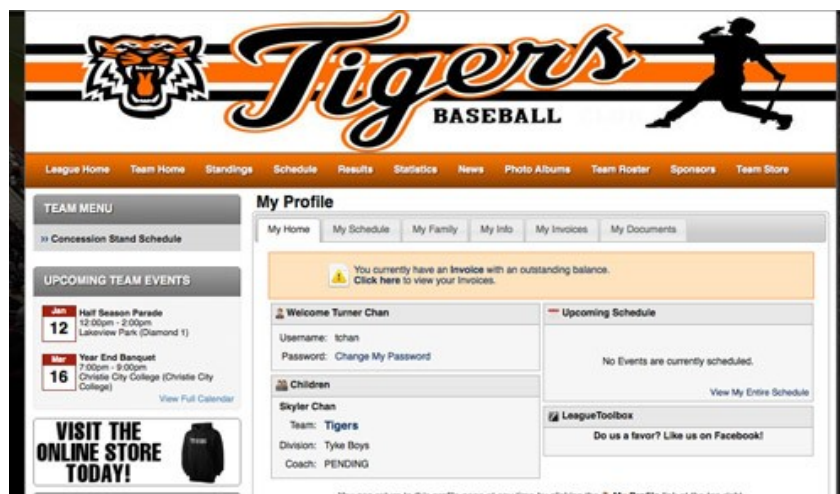 Tigers
BASEBALL
League Home Team Home Standings Schedule Results Statistics News Photo Albums Team Roster Sponsors Team Store
TEAM MENU
» Concession Stand Schedule
UPCOMING TEAM EVENTS
Jan
12
Half Season Parade
12:00pm - 2:00pm
Lakeview Park (Diamond 1)
Mar
16
Year End Banquet
7:00pm - 9:00pm
Christie City College (Christie City
College)
View Full Calendar
VISIT THE
ONLINE STORE
TODAY!
My Profile
My Home My Schedule My Family My Info My Invoices My Documents
You currently have an Invoice with an outstanding balance.
Click here to view your Invoices.
Welcome Turner Chan
Username: tchan
Password: Change My Password
Children
Skyler Chan
Team: Tigers
Division: Tyke Boys
Coach: PENDING
Upcoming Schedule
No Events are currently scheduled.
View My Entire Schedule
LeagueToolbox
Do us a favor? Like us on Facebook!